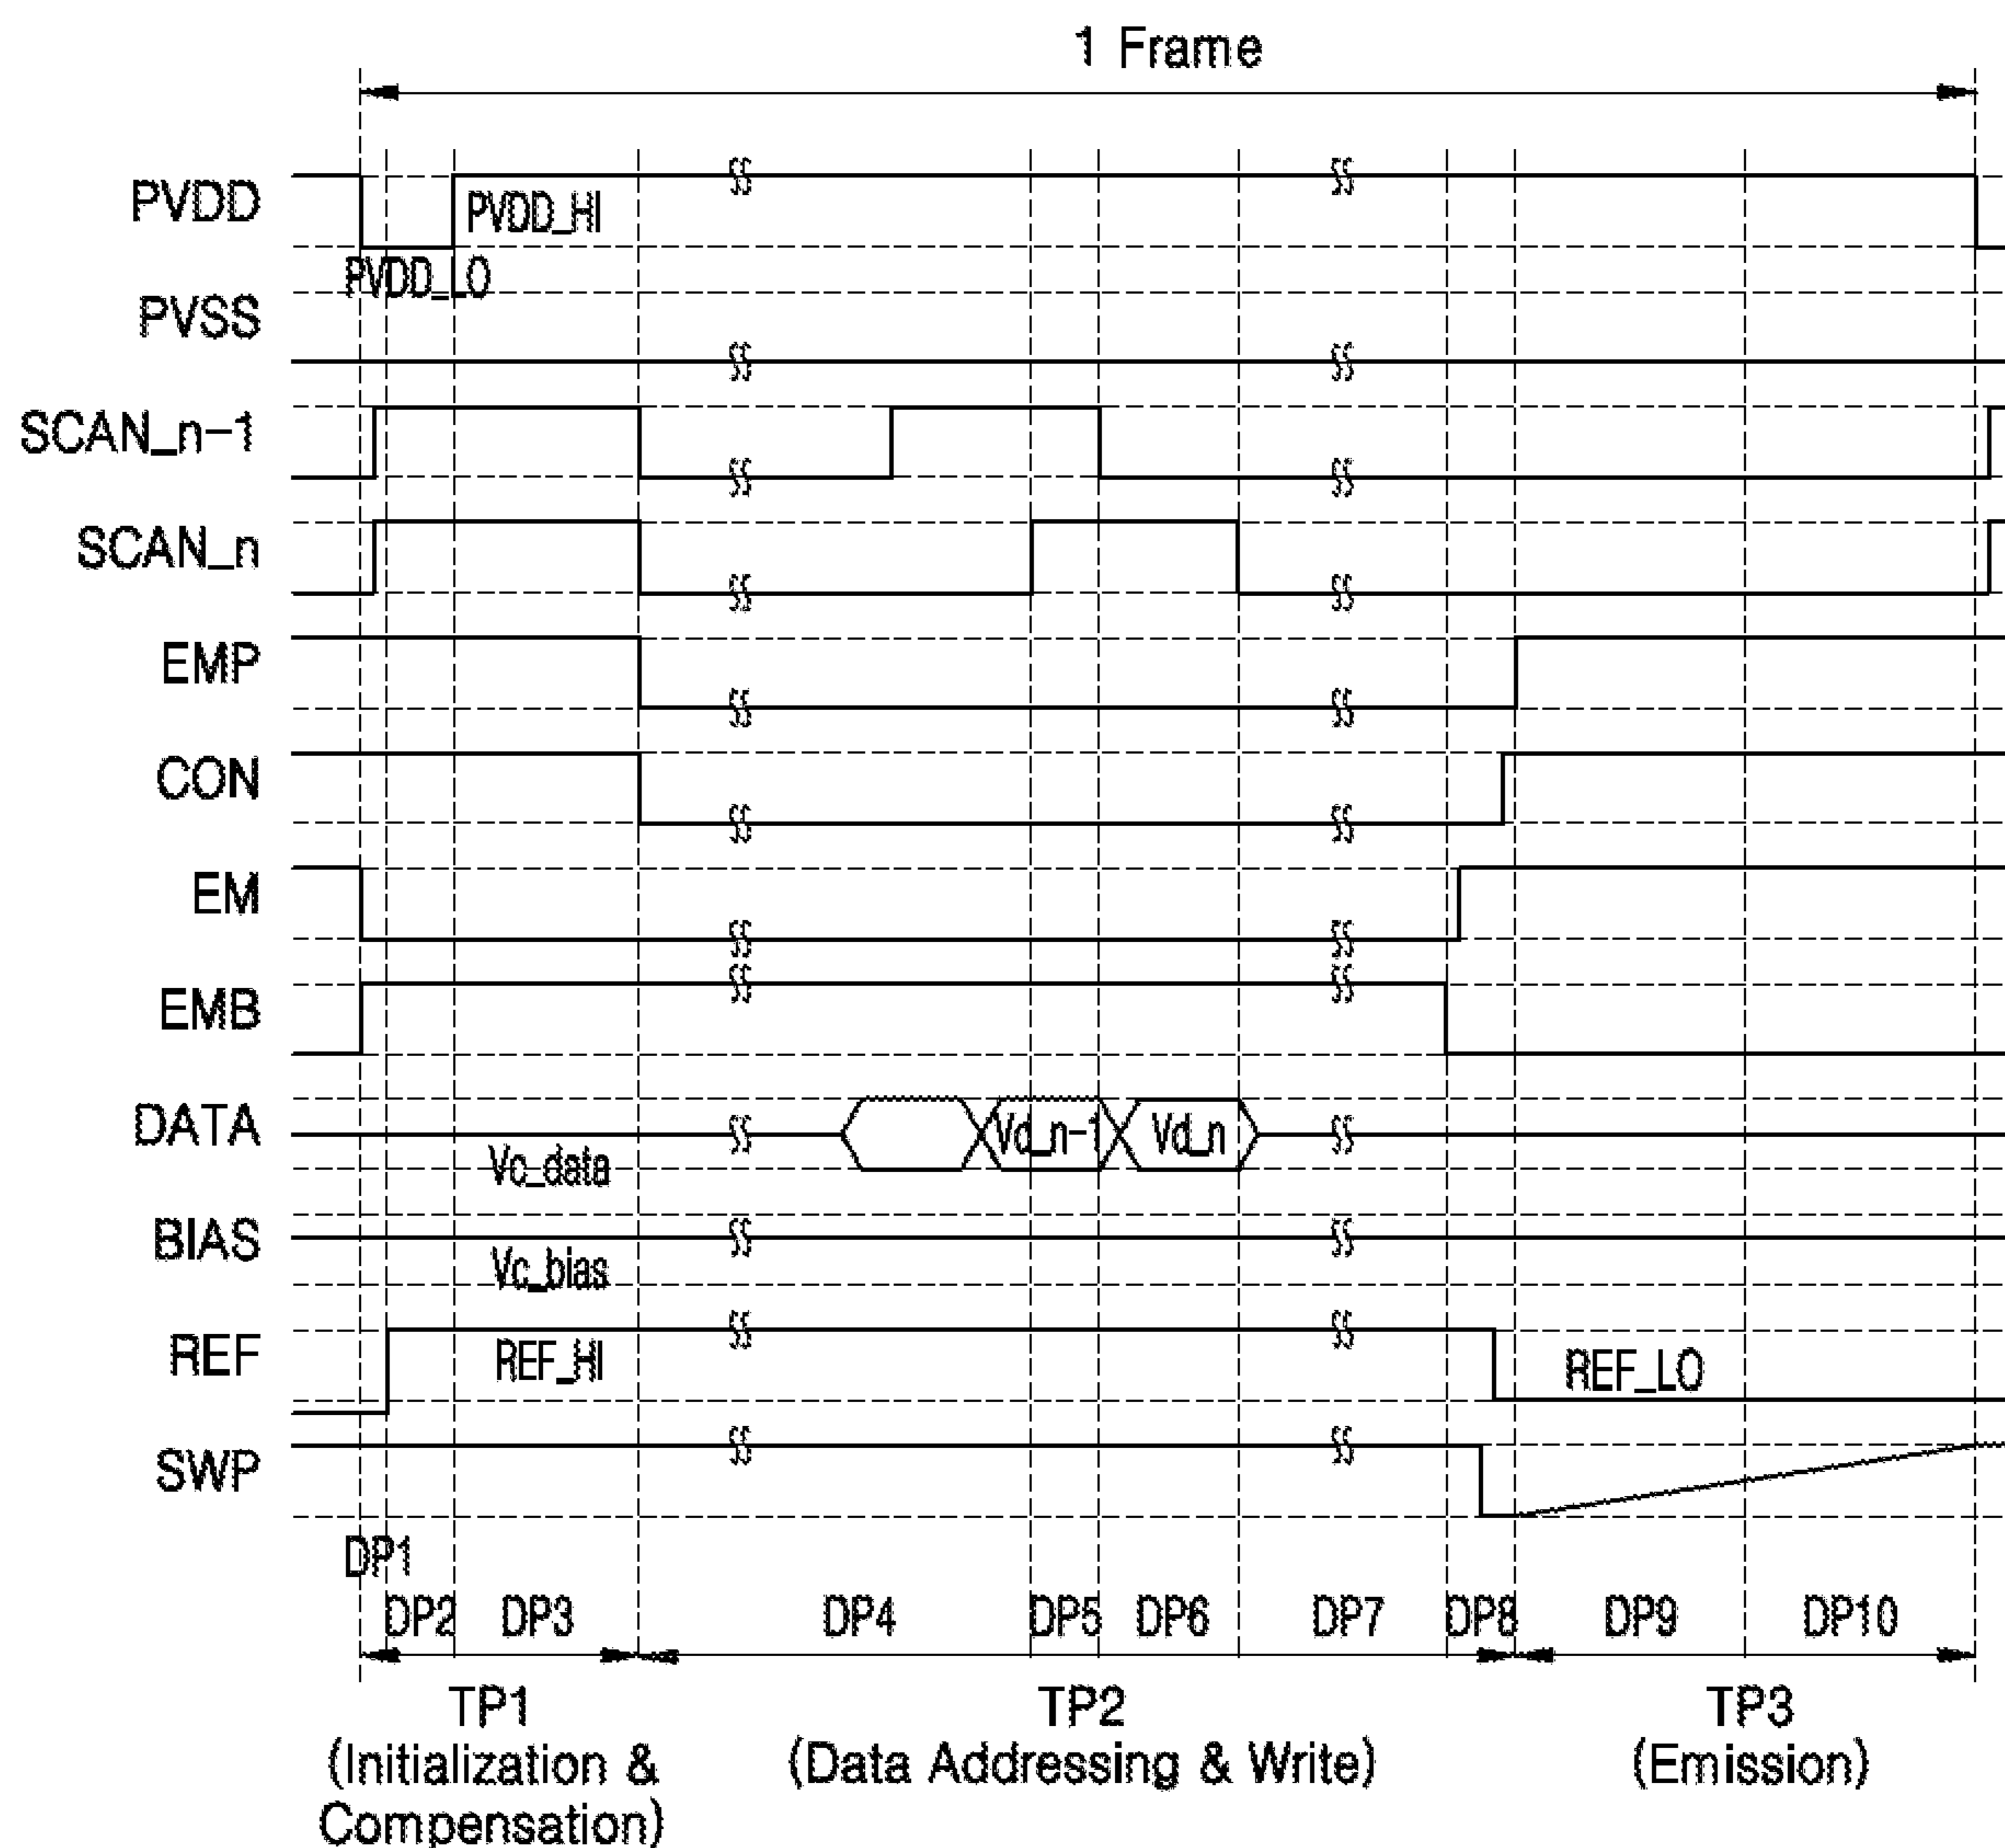 1 Frame
PVDD
PVDD_HI
PVDD_LO
PVSS
SCAN_n-1
SCAN_n
EMP
CON
EM
EMB
DATA
Vd_n-1
Vd_n
Vc_data
BIAS
Vc_bias
REF
REF_HI
REF_LO
SWP
DP1
DP2
DP3
DP4
DP5
DP6
DP7
DP8
DP9
DP10
TP1
(Initialization &
Compensation)
TP2
(Data Addressing & Write)
TP3
(Emission)